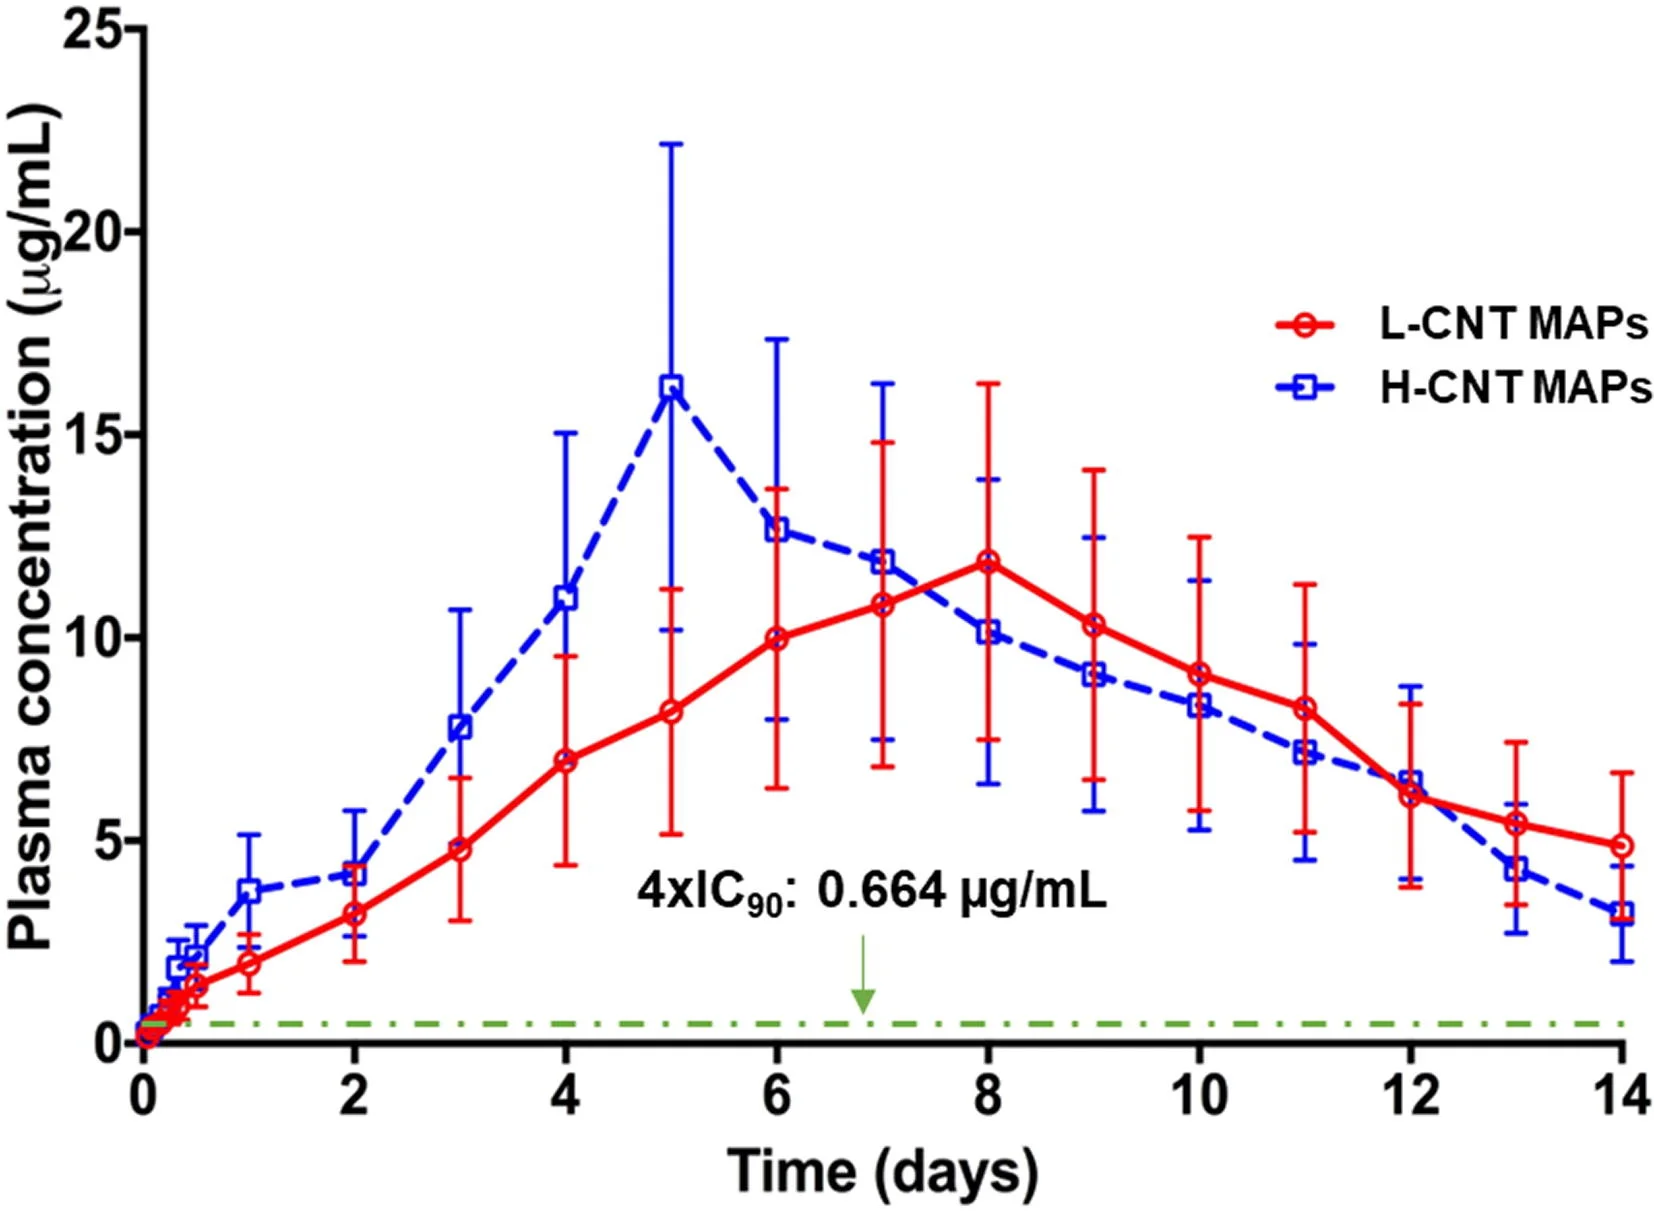 Plasma concentration (μg/mL)
25
20
15
10
5
0
L-CNT MAPs
H-CNT MAPs
4xIC₉₀: 0.664 μg/mL
0 2 4 6 8 10 12 14
Time (days)